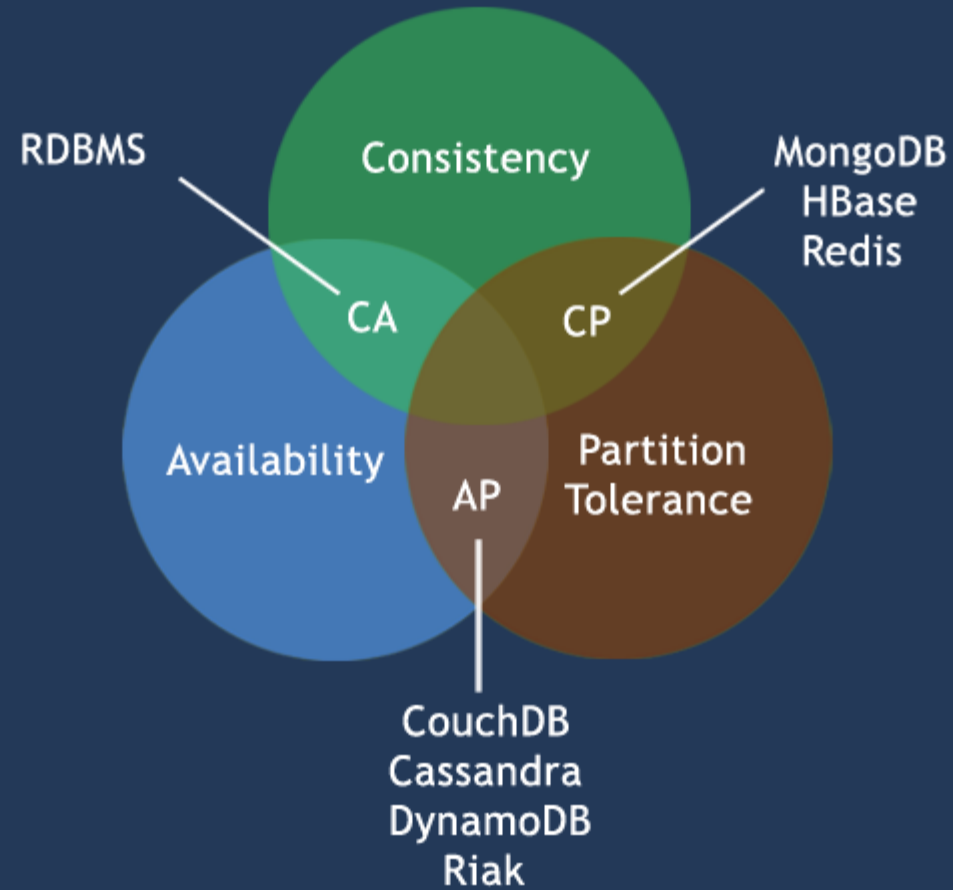 RDBMS
Consistency
MongoDB
HBase
Redis
CA
CP
Availability
Partition
Tolerance
AP
CouchDB
Cassandra
DynamoDB
Riak